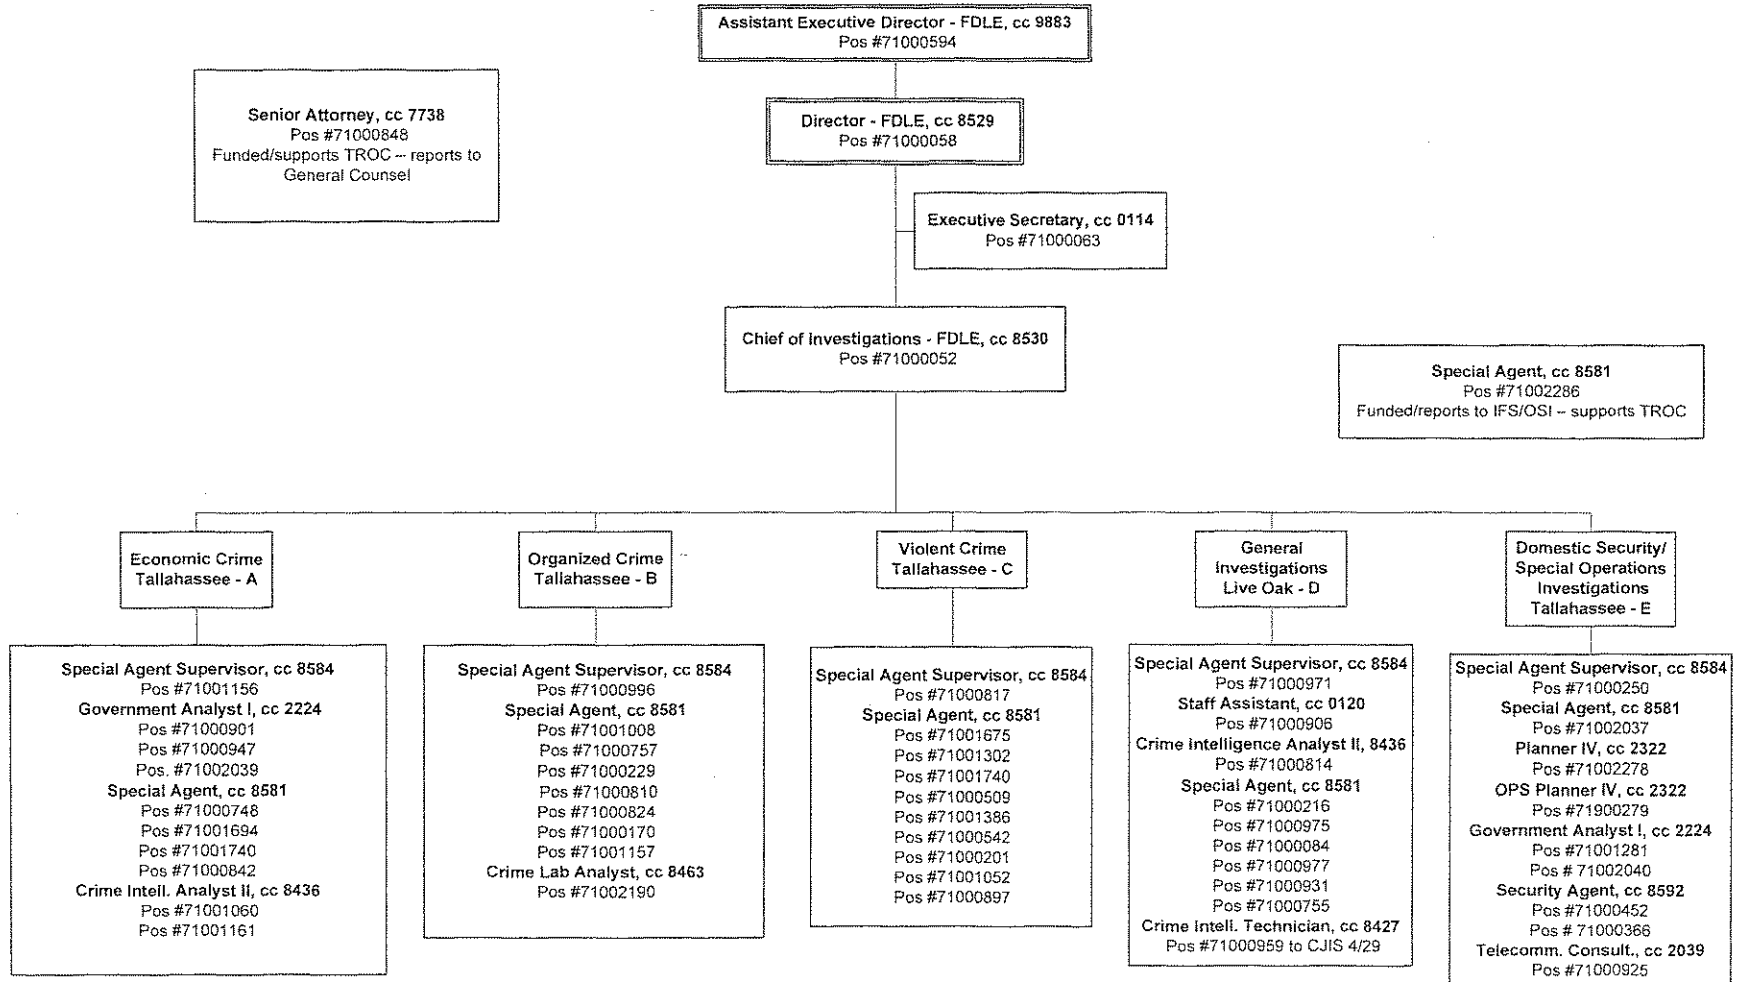 Assistant Executive Director - FDLE, cc 9883
Pos #71000594
Senior Attorney, cc 7738
Pos #71000848
Funded/supports TROC -- reports to
General Counsel
Director - FDLE, cc 8529
Pos #71000058
Executive Secretary, cc 0114
Pos #71000063
Chief of Investigations - FDLE, cc 8530
Pos #71000052
Special Agent, cc 8581
Pos #71002286
Funded/reports to IFS/OSI -- supports TROC
Economic Crime
Tallahassee - A
Special Agent Supervisor, cc 8584
Pos #71001156
Government Analyst I, cc 2224
Pos #71000901
Pos #71000947
Pos. #71002039
Special Agent, cc 8581
Pos #71000748
Pos #71001694
Pos #71001740
Pos #71000842
Crime Intell. Analyst II, cc 8436
Pos #71001060
Pos #71001161
Organized Crime
Tallahassee - B
Special Agent Supervisor, cc 8584
Pos #71000996
Special Agent, cc 8581
Pos #71001008
Pos #71000757
Pos #71000229
Pos #71000810
Pos #71000824
Pos #71000170
Pos #71001157
Crime Lab Analyst, cc 8463
Pos #71002190
Violent Crime
Tallahassee - C
Special Agent Supervisor, cc 8584
Pos #71000817
Special Agent, cc 8581
Pos #71001675
Pos #71001302
Pos #71001740
Pos #71000509
Pos #71001386
Pos #71000542
Pos #71000201
Pos #71001052
Pos #71000897
General
Investigations
Live Oak - D
Special Agent Supervisor, cc 8584
Pos #71000971
Staff Assistant, cc 0120
Pos #71000906
Crime Intelligence Analyst II, 8436
Pos #71000814
Special Agent, cc 8581
Pos #71000216
Pos #71000975
Pos #71000084
Pos #71000977
Pos #71000931
Pos #71000755
Crime Intell. Technician, cc 8427
Pos #71000959 to CJIS 4/29
Domestic Security/
Special Operations
Investigations
Tallahassee - E
Special Agent Supervisor, cc 8584
Pos #71000250
Special Agent, cc 8581
Pos #71002037
Planner IV, cc 2322
Pos #71002278
OPS Planner IV, cc 2322
Pos #71900279
Government Analyst I, cc 2224
Pos #71001281
Pos # 71002040
Security Agent, cc 8592
Pos #71000452
Pos # 71000366
Telecomm. Consult., cc 2039
Pos #71000925